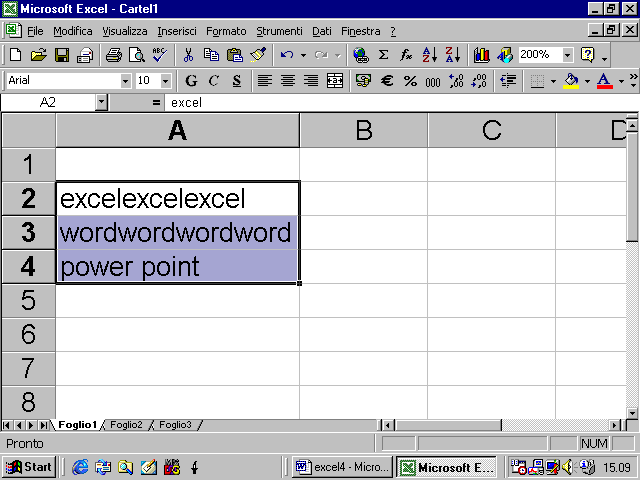 Microsoft Excel - Cartel1
File Modifica Visualizza Inserisci Formato Strumenti Dati Finestra ?
200%
Arial 10 G C S € % 000
A2 = excel
A B C D
1
2 excelexcelexcel
3 wordwordwordword
4 power point
5
6
7
8
Foglio1 Foglio2 Foglio3
Pronto NUM
Start excel4 - Micro... Microsoft E... 15.09